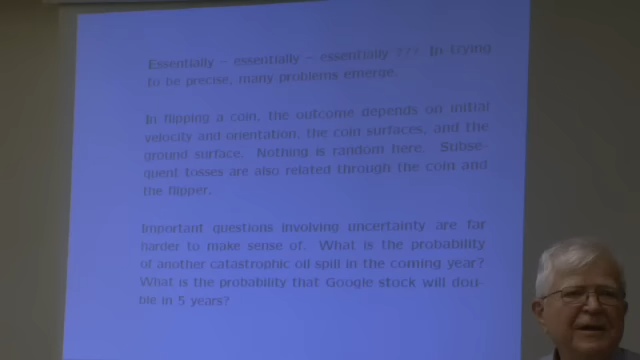 Essentially – essentially – essentially ??? In trying
to be precise, many problems emerge.
In flipping a coin, the outcome depends on initial
velocity and orientation, the coin surfaces, and the
ground surface. Nothing is random here. Subse-
quent tosses are also related through the coin and
the flipper.
Important questions involving uncertainty are far
harder to make sense of. What is the probability
of another catastrophic oil spill in the coming year?
What is the probability that Google stock will dou-
ble in 5 years?